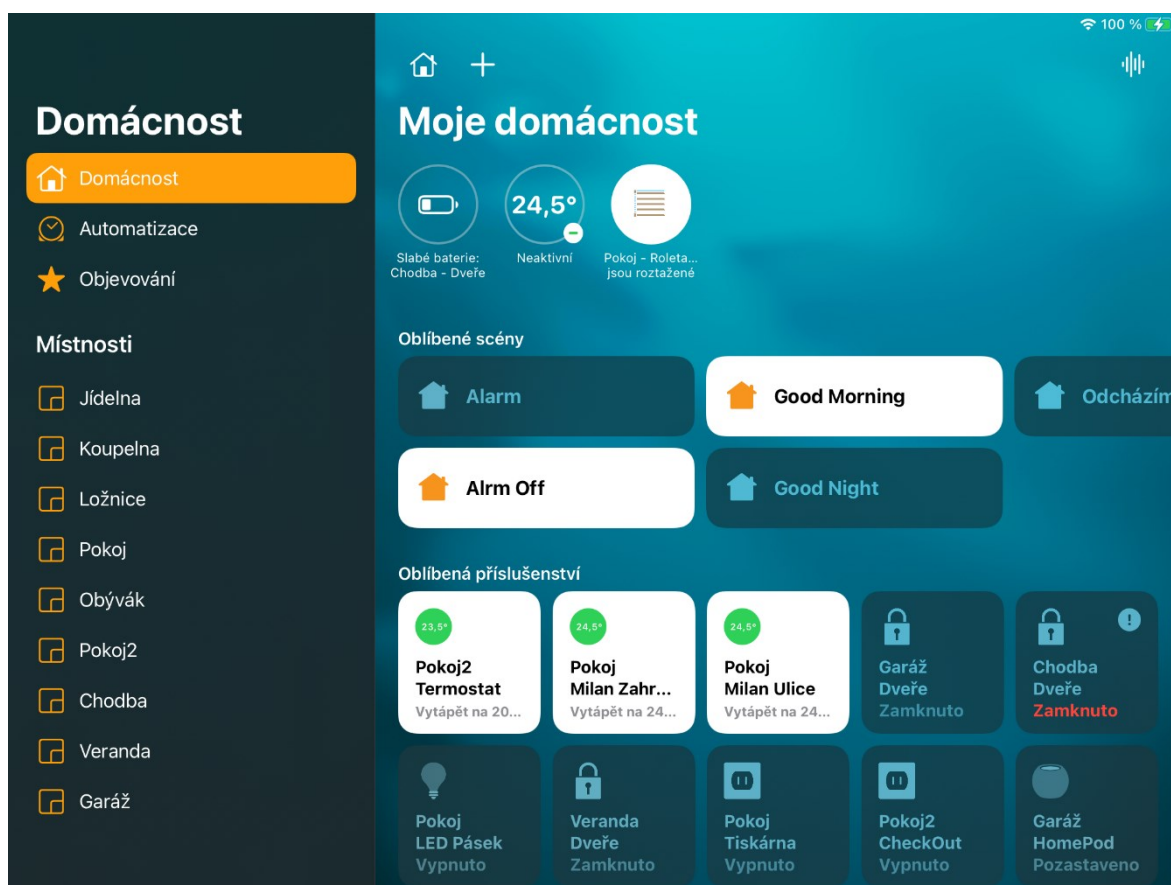 100 %
Domácnost
Domácnost
Automatizace
Objevování
Místnosti
Jídelna
Koupelna
Ložnice
Pokoj
Obývák
Pokoj2
Chodba
Veranda
Garáž
Moje domácnost
24,5°
Slabé baterie:
Chodba - Dveře
Neaktivní
Pokoj - Roleta...
jsou roztažené
Oblíbené scény
Alarm
Good Morning
Odcházím
Alrm Off
Good Night
Oblíbená příslušenství
23,5°
Pokoj2
Termostat
Vytápět na 20...
24,5°
Pokoj
Milan Zahr...
Vytápět na 24...
24,5°
Pokoj
Milan Ulice
Vytápět na 24...
Garáž
Dveře
Zamknuto
Chodba
Dveře
Zamknuto
Pokoj
LED Pásek
Vypnuto
Veranda
Dveře
Zamknuto
Pokoj
Tiskárna
Vypnuto
Pokoj2
CheckOut
Vypnuto
Garáž
HomePod
Pozastaveno